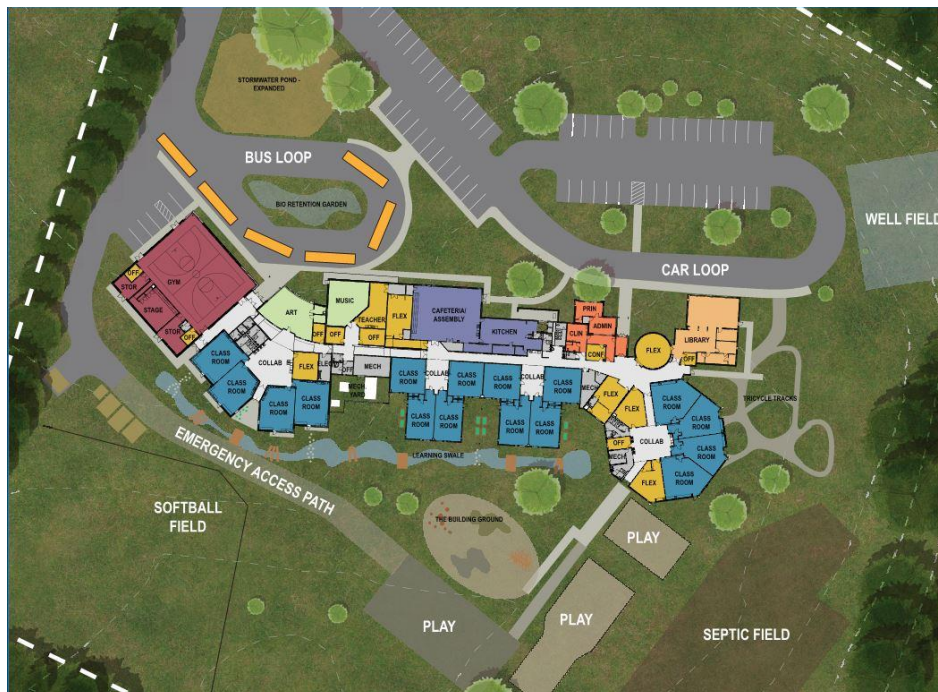 STORMWATER POND -
EXPANDED
BUS LOOP
BIO RETENTION GARDEN
WELL FIELD
CAR LOOP
OFF
STOR
GYM
STAGE
STOR
OFF
ART
MUSIC
OFF
OFF
TEACHER
OFF
FLEX
CAFETERIA/
ASSEMBLY
KITCHEN
PRIN
CLIN
ADMIN
CONF
FLEX
LIBRARY
OFF
CLASS
ROOM
CLASS
ROOM
COLLAB
FLEX
OFF
MECH
MECH
YARD
CLASS
ROOM
CLASS
ROOM
CLASS
ROOM
COLLAB
CLASS
ROOM
CLASS
ROOM
COLLAB
CLASS
ROOM
CLASS
ROOM
CLASS
ROOM
CLASS
ROOM
CLASS
ROOM
MECH
FLEX
FLEX
CLASS
ROOM
CLASS
ROOM
COLLAB
OFF
MECH
FLEX
CLASS
ROOM
CLASS
ROOM
TRICYCLE TRACKS
LEARNING SWALE
EMERGENCY ACCESS PATH
SOFTBALL
FIELD
THE BUILDING GROUND
PLAY
PLAY
PLAY
SEPTIC FIELD